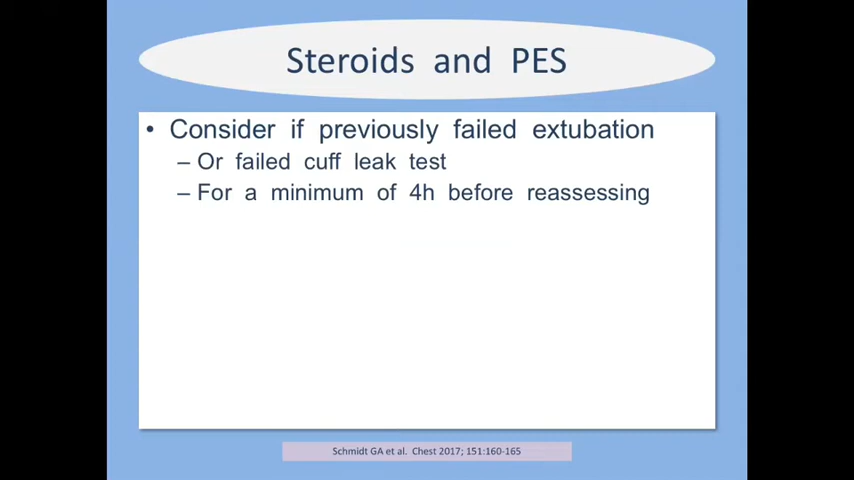 Steroids and PES
• Consider if previously failed extubation
– Or failed cuff leak test
– For a minimum of 4h before reassessing
Schmidt GA et al. Chest 2017; 151:160-165